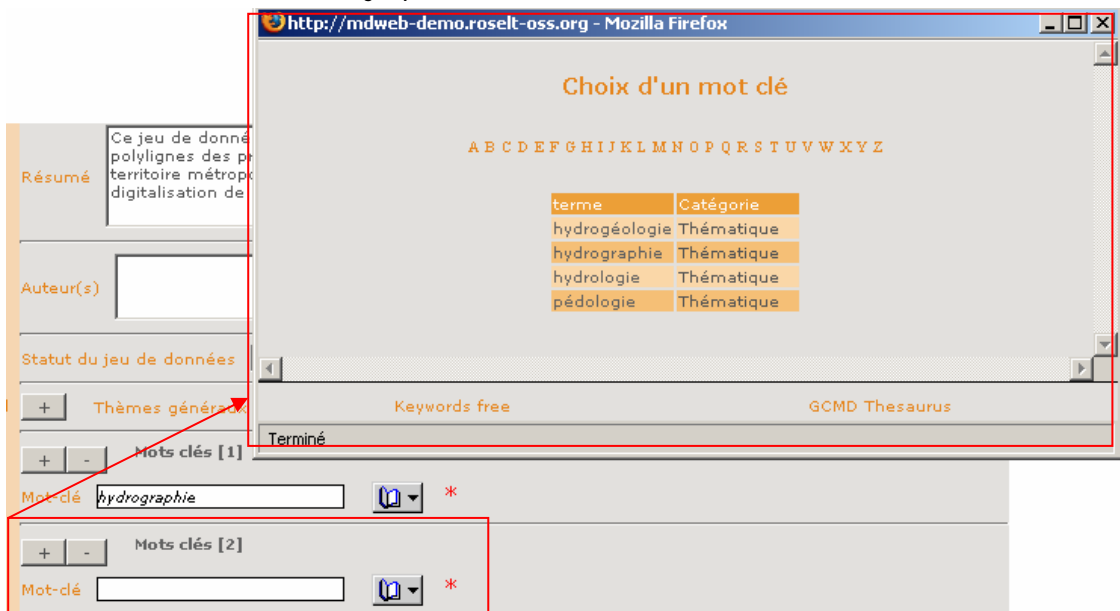 http://mdweb-demo.roselt-oss.org - Mozilla Firefox
Choix d'un mot clé
A B C D E F G H I J K L M N O P Q R S T U V W X Y Z
terme Catégorie
hydrogéologie Thématique
hydrographie Thématique
hydrologie Thématique
pédologie Thématique
Keywords free GCMD Thesaurus
Terminé
Résumé
Ce jeu de donné
polylignes des
territoire métrop
digitalisation de
Auteur(s)
Statut du jeu de données
+ Thèmes généraux
+ - Mots clés [1]
Mot-clé hydrographie *
+ - Mots clés [2]
Mot-clé *